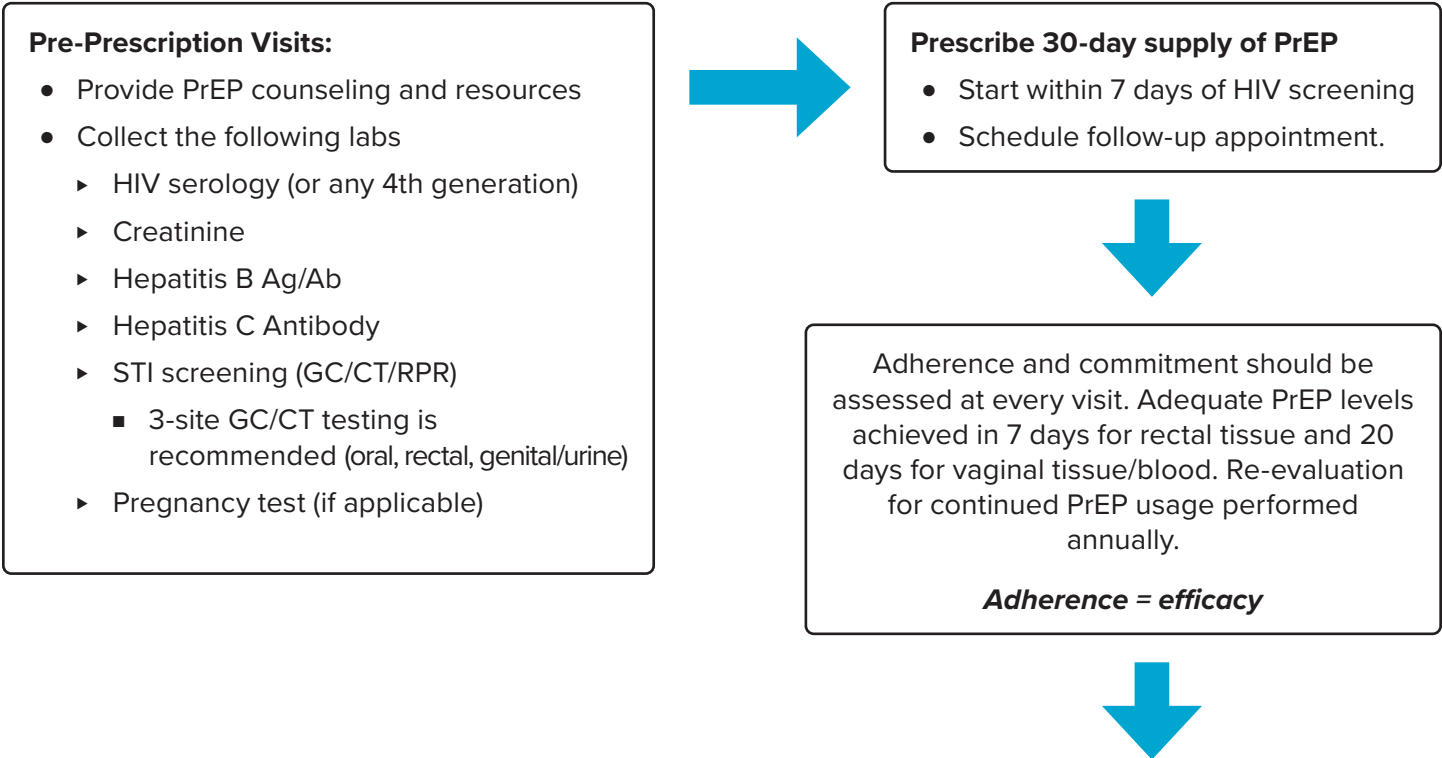 Pre-Prescription Visits:
● Provide PrEP counseling and resources
● Collect the following labs
▸ HIV serology (or any 4th generation)
▸ Creatinine
▸ Hepatitis B Ag/Ab
▸ Hepatitis C Antibody
▸ STI screening (GC/CT/RPR)
■ 3-site GC/CT testing is
recommended (oral, rectal, genital/urine)
▸ Pregnancy test (if applicable)
Prescribe 30-day supply of PrEP
● Start within 7 days of HIV screening
● Schedule follow-up appointment.
Adherence and commitment should be
assessed at every visit. Adequate PrEP levels
achieved in 7 days for rectal tissue and 20
days for vaginal tissue/blood. Re-evaluation
for continued PrEP usage performed
annually.
Adherence = efficacy